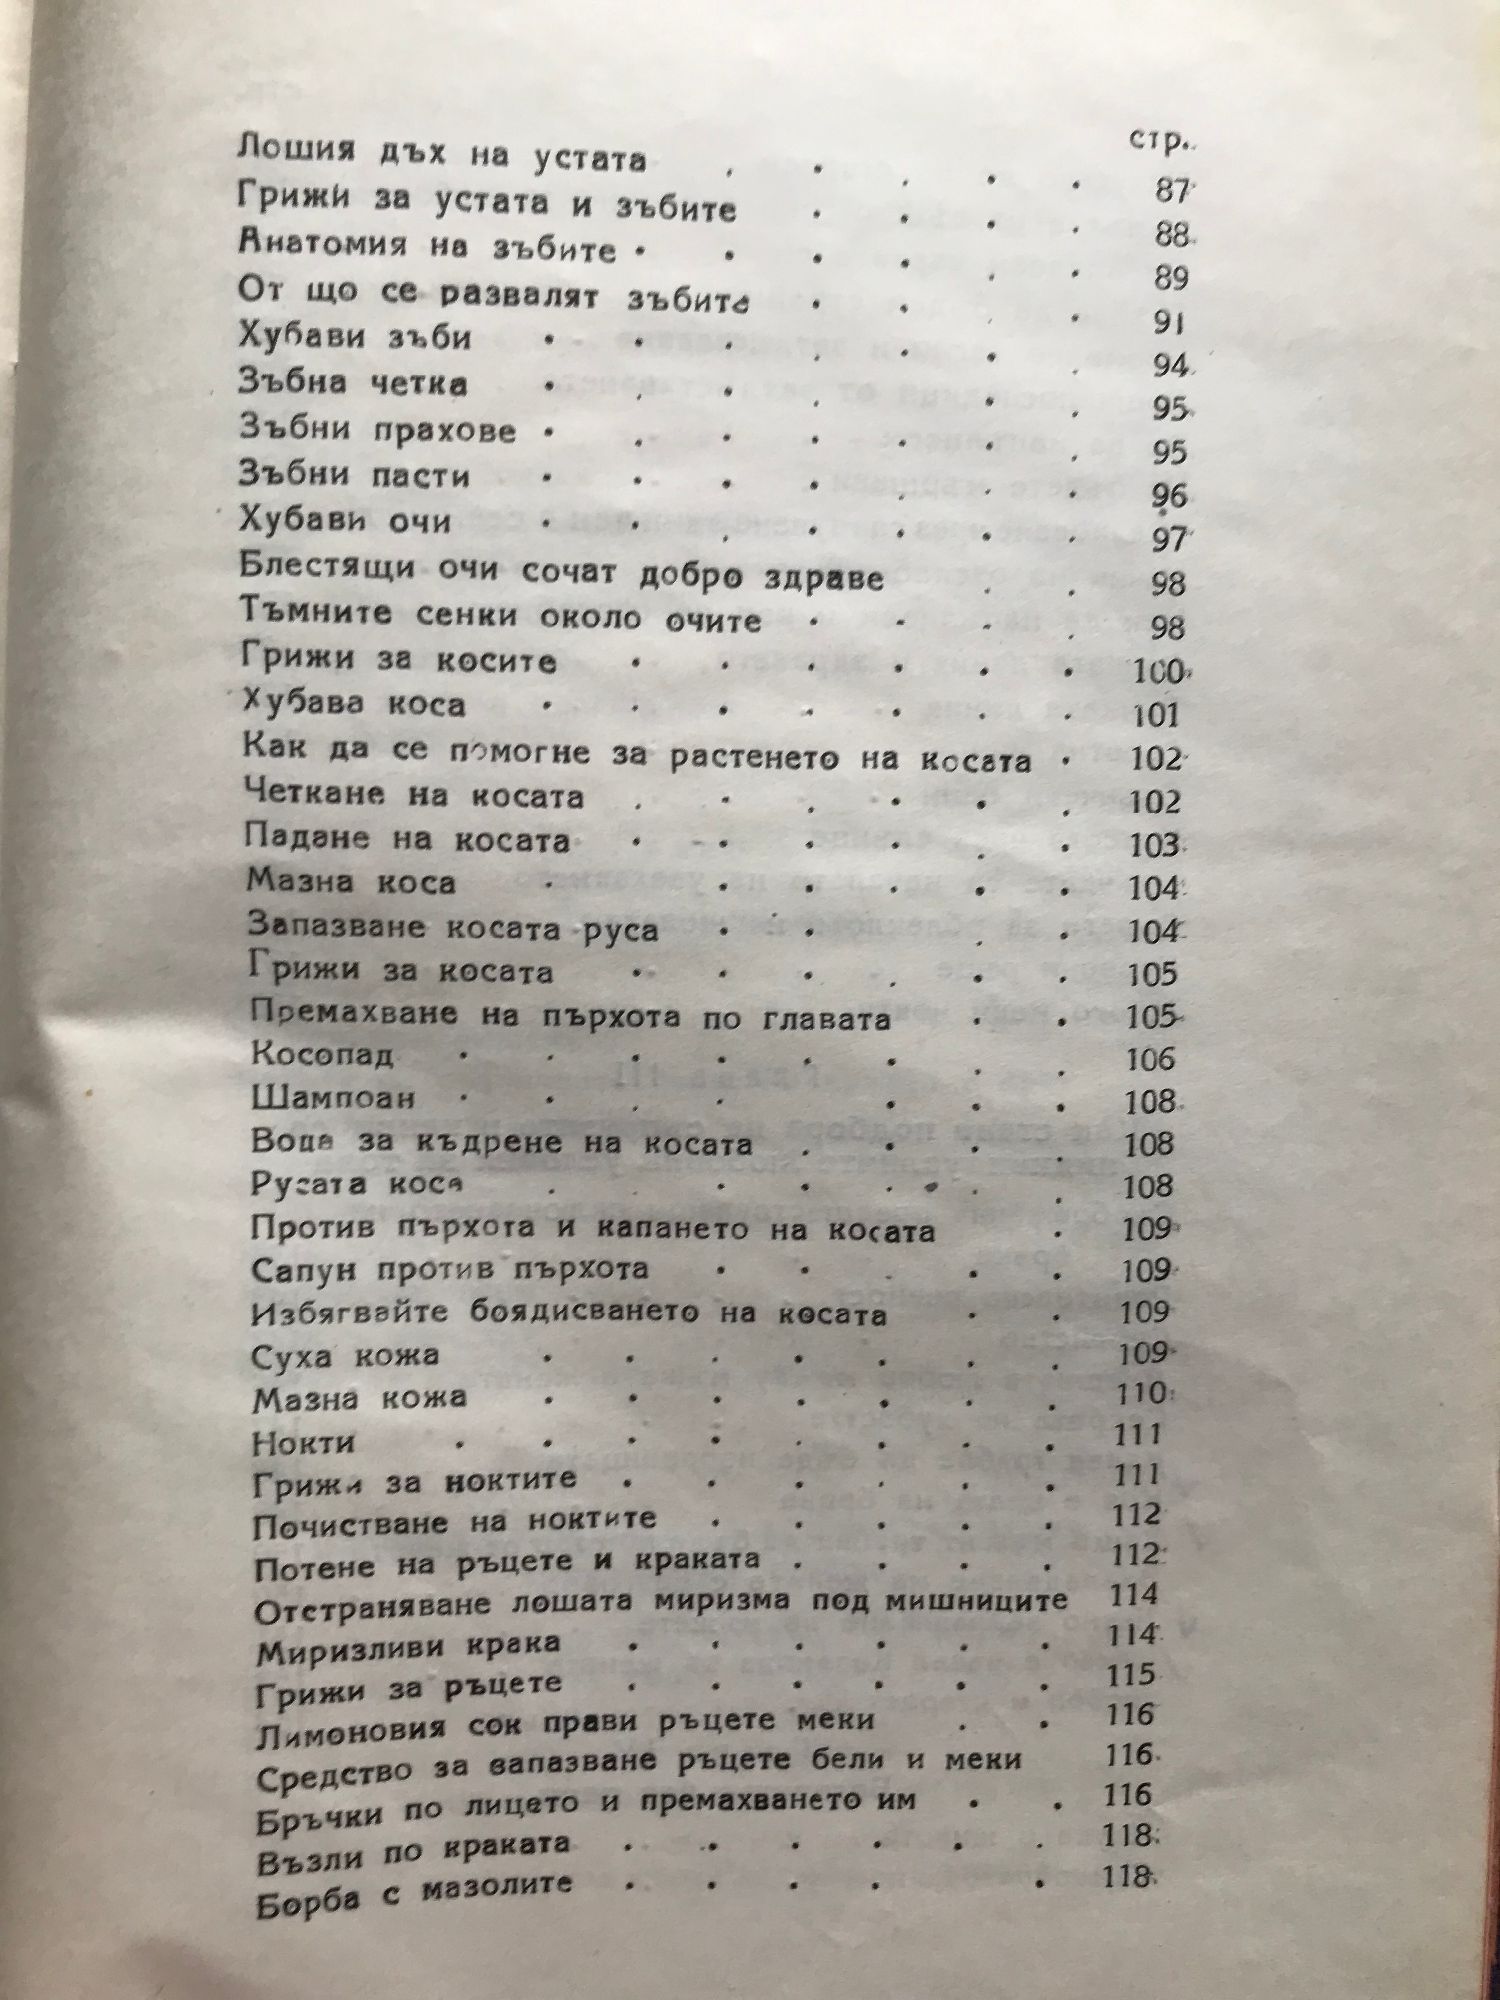 стр.
Лошия дъх на устата . . . . . 87
Грижи за устата и зъбите . . . . 88
Анатомия на зъбите . . . . . . 89
От що се развалят зъбите . . . . 91
Хубави зъби . . . . . . . 94
Зъбна четка . . . . . . . 95
Зъбни прахове . . . . . . . 95
Зъбни пасти . . . . . . . 96
Хубави очи . . . . . . . 97
Блестящи очи сочат добро здраве . . 98
Тъмните сенки около очите . . . . 98
Грижи за косите . . . . . . 100
Хубава коса . . . . . . . 101
Как да се помогне за растенето на косата . 102
Четкане на косата . . . . . . 102
Падане на косата . . . . . . 103
Мазна коса . . . . . . 104
Запазване косата руса . . . . 104
Грижи за косата . . . . . . 105
Премахване на пърхота по главата . . 105
Косопад . . . . . . . . 106
Шампоан . . . . . . . 108
Вода за къдрене на косата . . . . 108
Русата коса . . . . . . 108
Против пърхота и капането на косата . 109
Сапун против пърхота . . . . . 109
Избягвайте боядисването на косата . . 109
Суха кожа . . . . . . . 109
Мазна кожа . . . . . . . 110
Нокти . . . . . . . . 111
Грижи за ноктите . . . . . . 111
Почистване на ноктите . . . . . 112
Потене на ръцете и краката . . . . 112
Отстраняване лошата миризма под мишниците 114
Миризливи крака . . . . . . 114
Грижи за ръцете . . . . . . 115
Лимоновия сок прави ръцете меки . . 116
Средство за запазване ръцете бели и меки 116
Бръчки по лицето и премахването им . . 116
Възли по краката . . . . . . 118
Борба с мазолите . . . . . 118